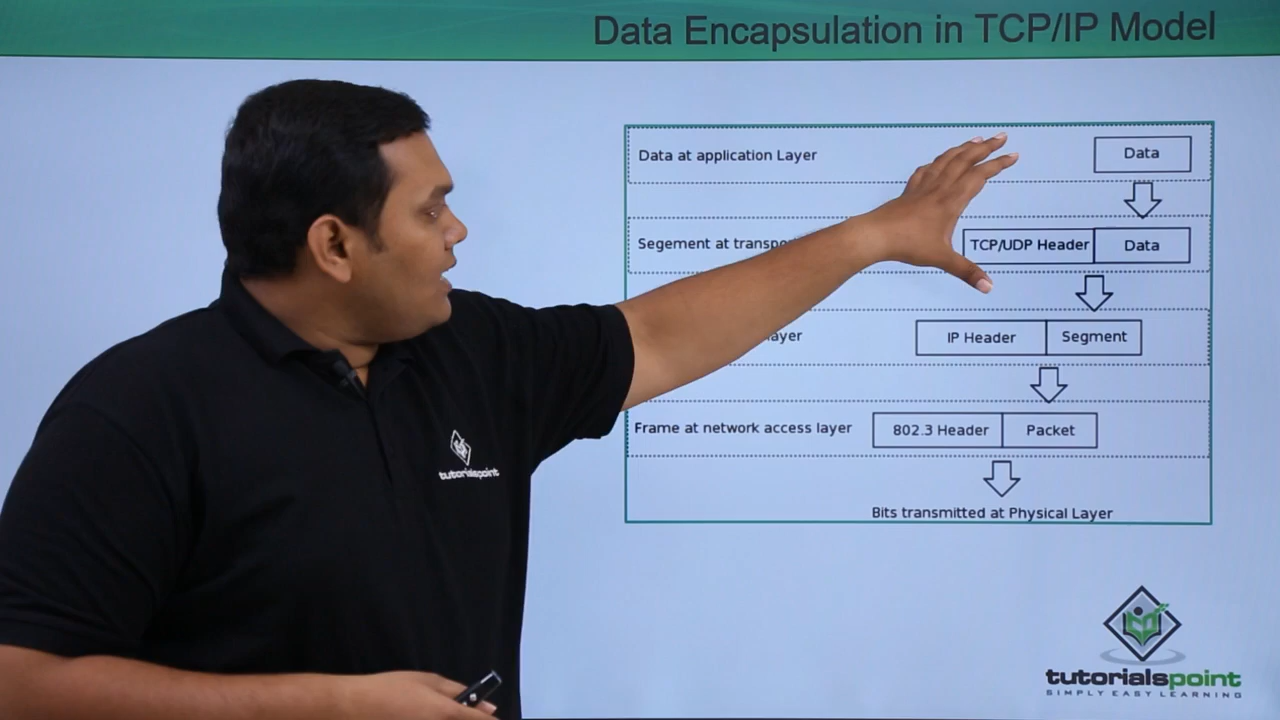 Data Encapsulation in TCP/IP Model
Data at application Layer
Data
Segement at
TCP/UDP Header
Data
IP Header
Segment
Frame at network access layer
802.3 Header
Packet
Bits transmitted at Physical Layer
tutorialspoint
tutorialspoint
SIMPLY EASY LEARNING